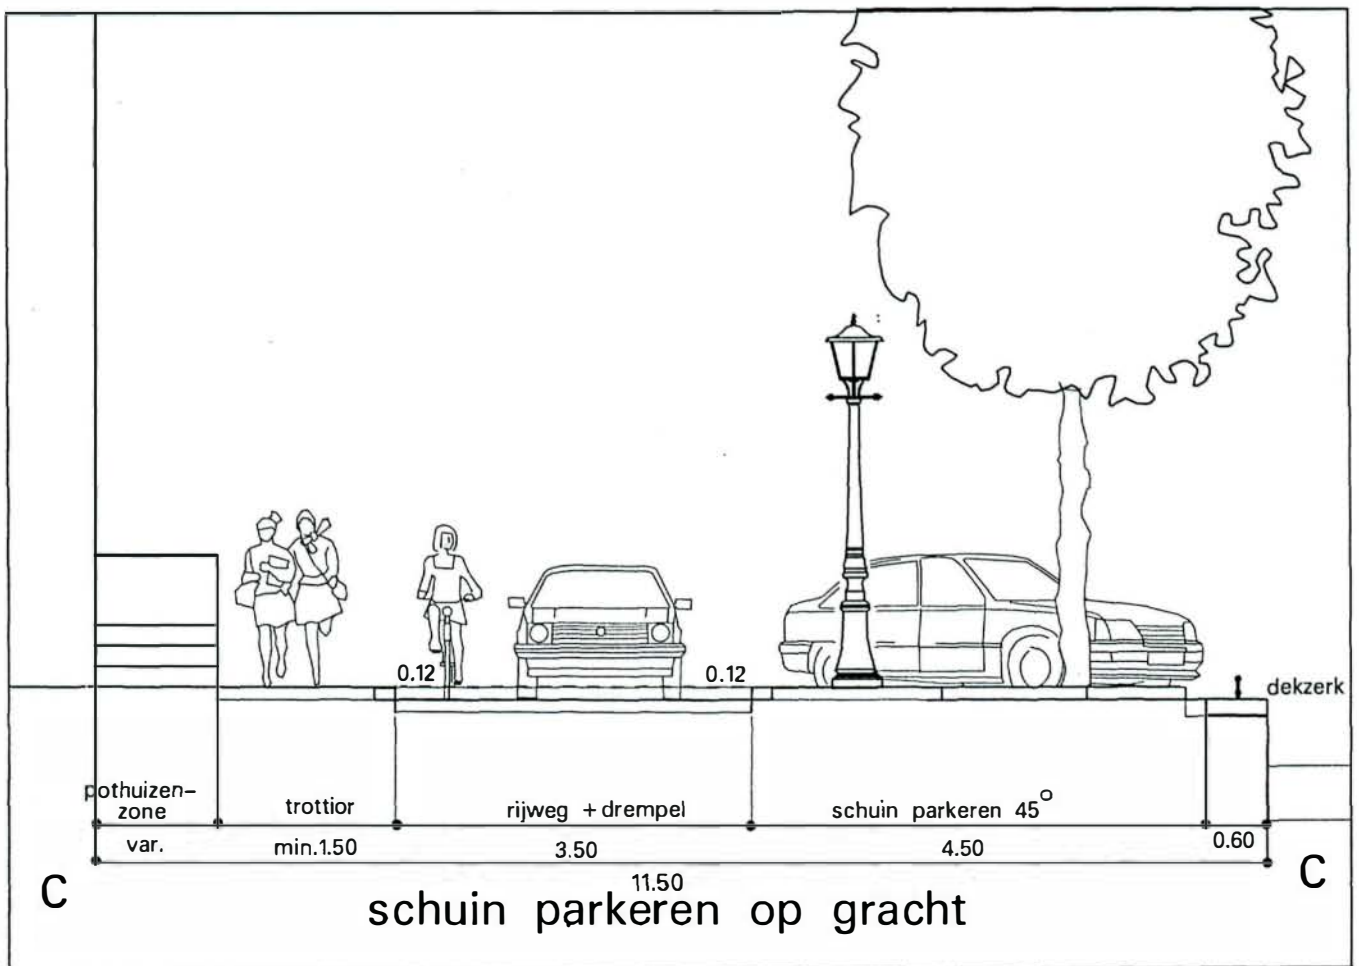 0.12
0.12
dekzerk
pothuizen-
zone
trottior
rijweg + drempel
schuin parkeren 45°
var.
min.1.50
3.50
4.50
0.60
11.50
C
C
schuin parkeren op gracht